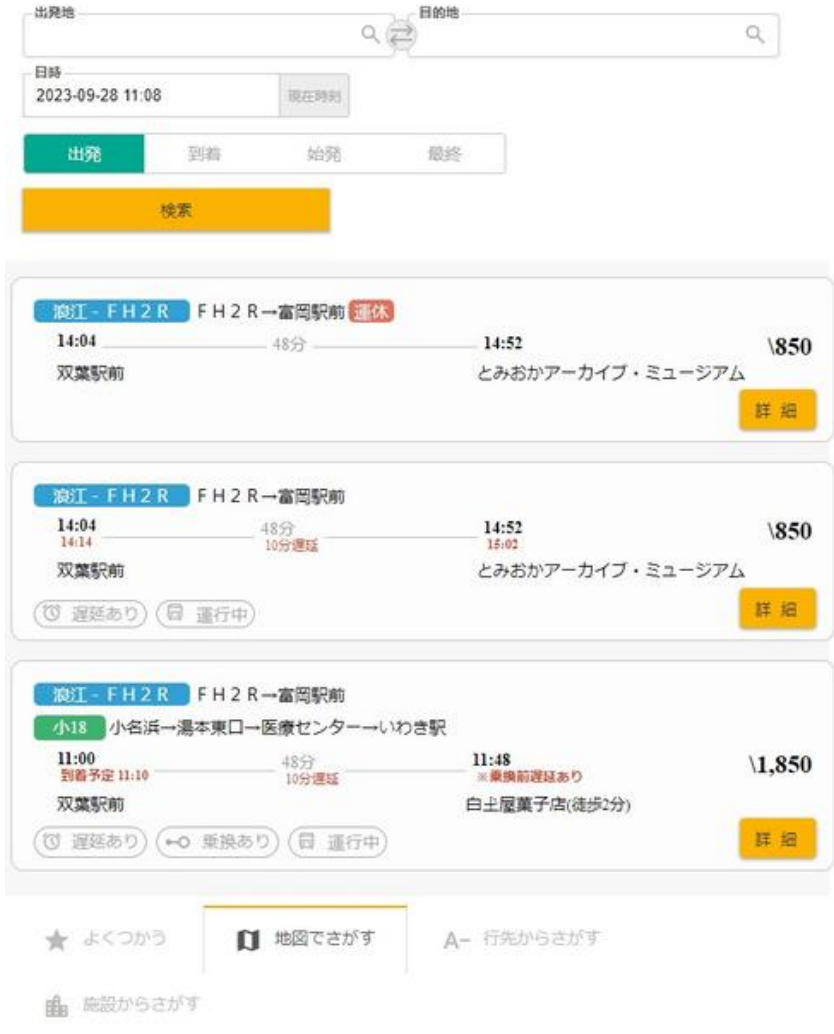 出発地
目的地
日時
2023-09-28 11:08
現在時刻
出発 到着 始発 最終
検索
浪江 - ＦＨ２Ｒ ＦＨ２Ｒ→富岡駅前 運休
14:04 48分 14:52 \850
双葉駅前 とみおかアーカイブ・ミュージアム
詳 細
浪江 - ＦＨ２Ｒ ＦＨ２Ｒ→富岡駅前
14:04 48分 14:52 \850
14:14 10分遅延 15:02
双葉駅前 とみおかアーカイブ・ミュージアム
遅延あり 運行中 詳 細
浪江 - ＦＨ２Ｒ ＦＨ２Ｒ→富岡駅前
小18 小名浜→湯本東口→医療センター→いわき駅
11:00 48分 11:48 \1,850
到着予定 11:10 10分遅延 ※乗換前遅延あり
双葉駅前 白土屋菓子店(徒歩2分)
遅延あり 乗換あり 運行中 詳 細
よくつかう 地図でさがす A- 行先からさがす
施設からさがす